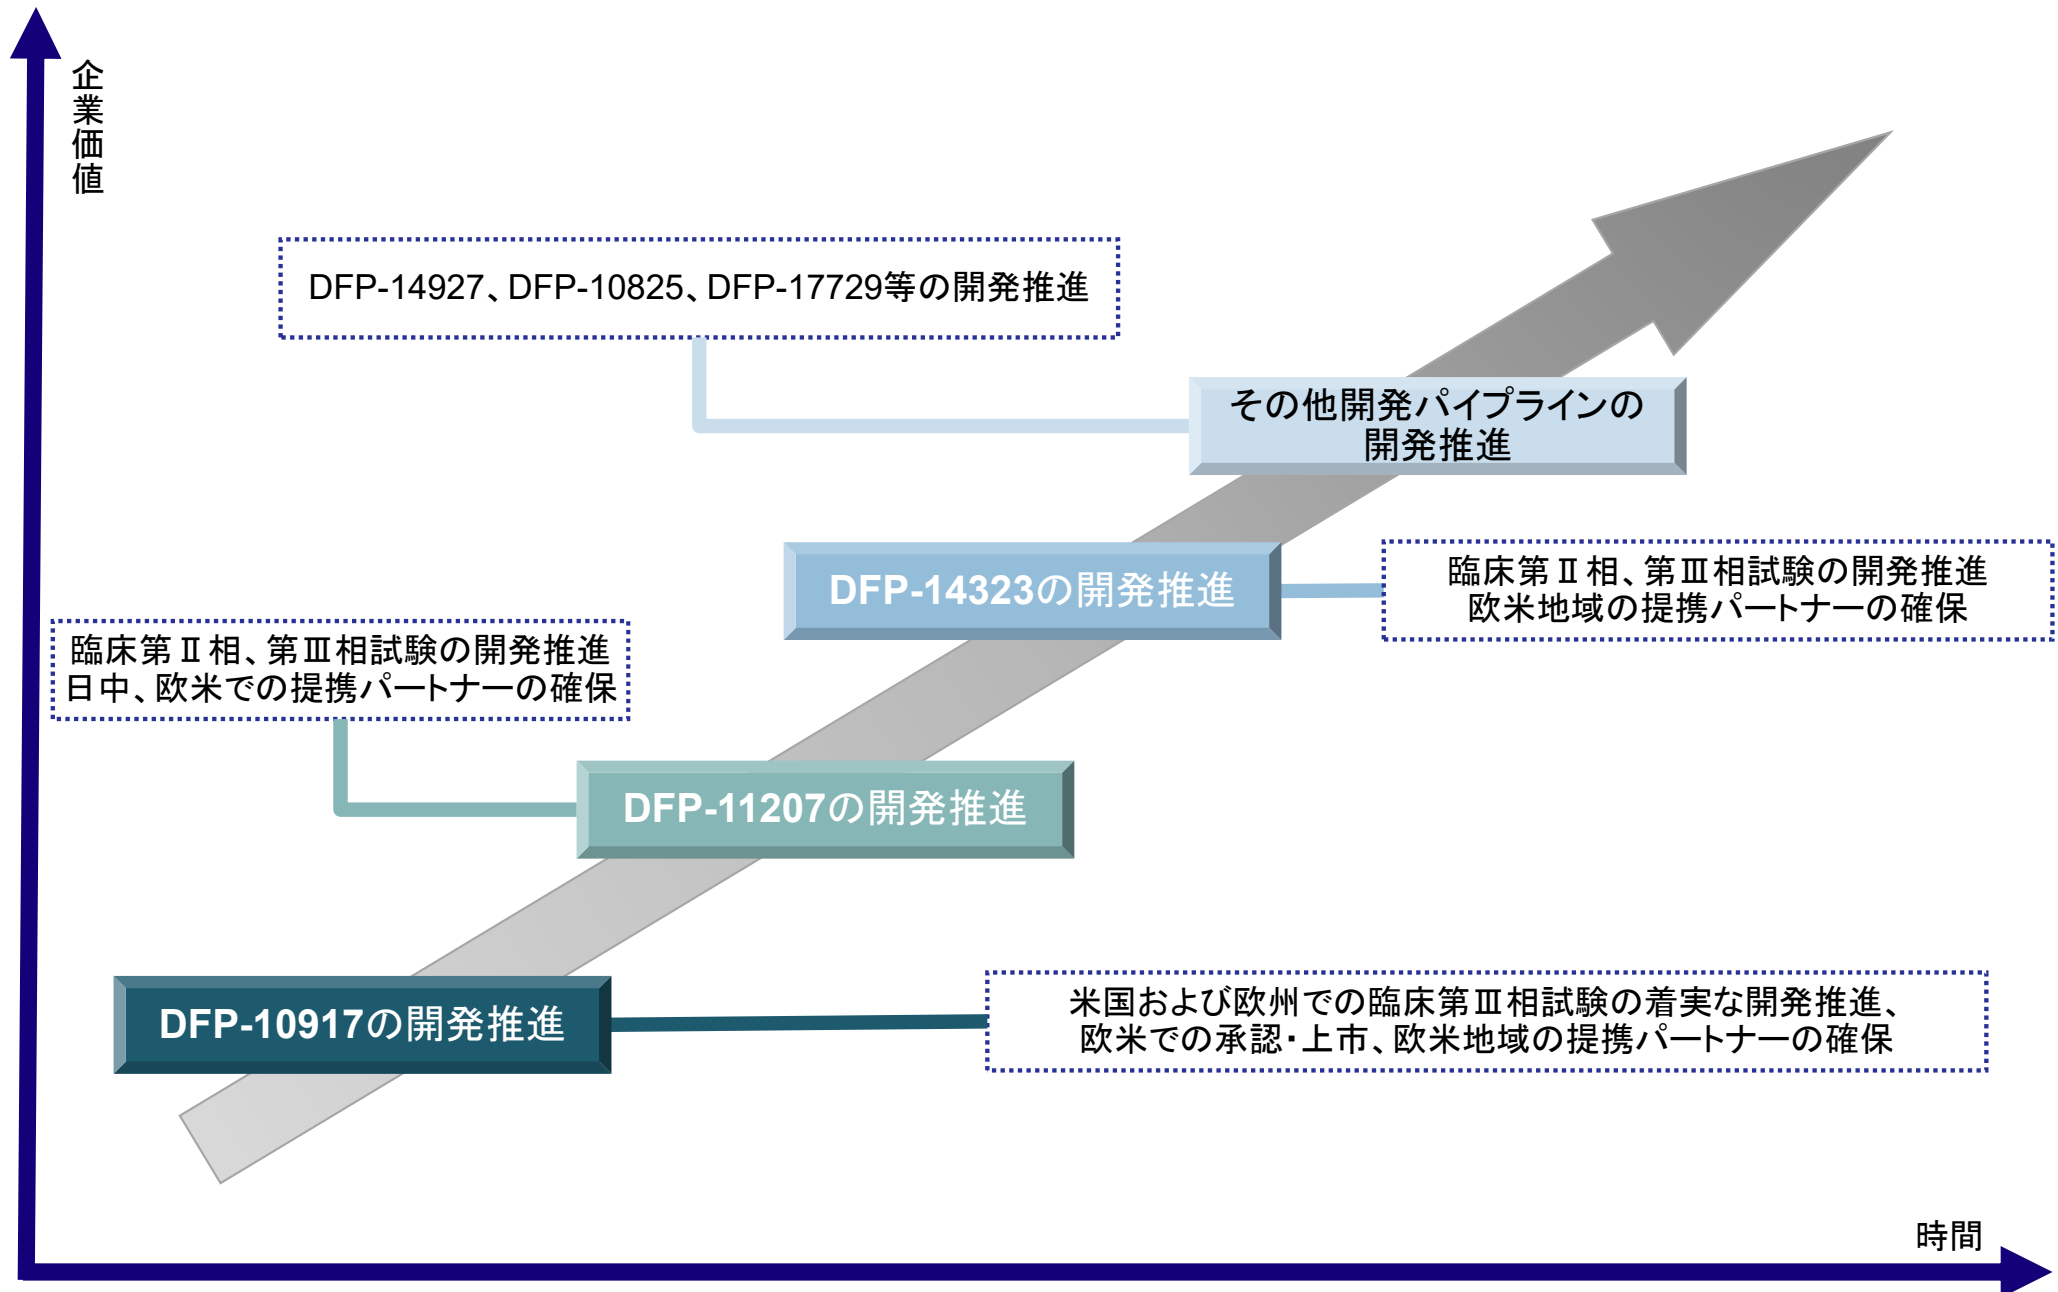 企業価値
DFP-14927、DFP-10825、DFP-17729等の開発推進
その他開発パイプラインの
開発推進
DFP-14323の開発推進
臨床第Ⅱ相、第Ⅲ相試験の開発推進
欧米地域の提携パートナーの確保
臨床第Ⅱ相、第Ⅲ相試験の開発推進
日中、欧米での提携パートナーの確保
DFP-11207の開発推進
DFP-10917の開発推進
米国および欧州での臨床第Ⅲ相試験の着実な開発推進、
欧米での承認・上市、欧米地域の提携パートナーの確保
時間